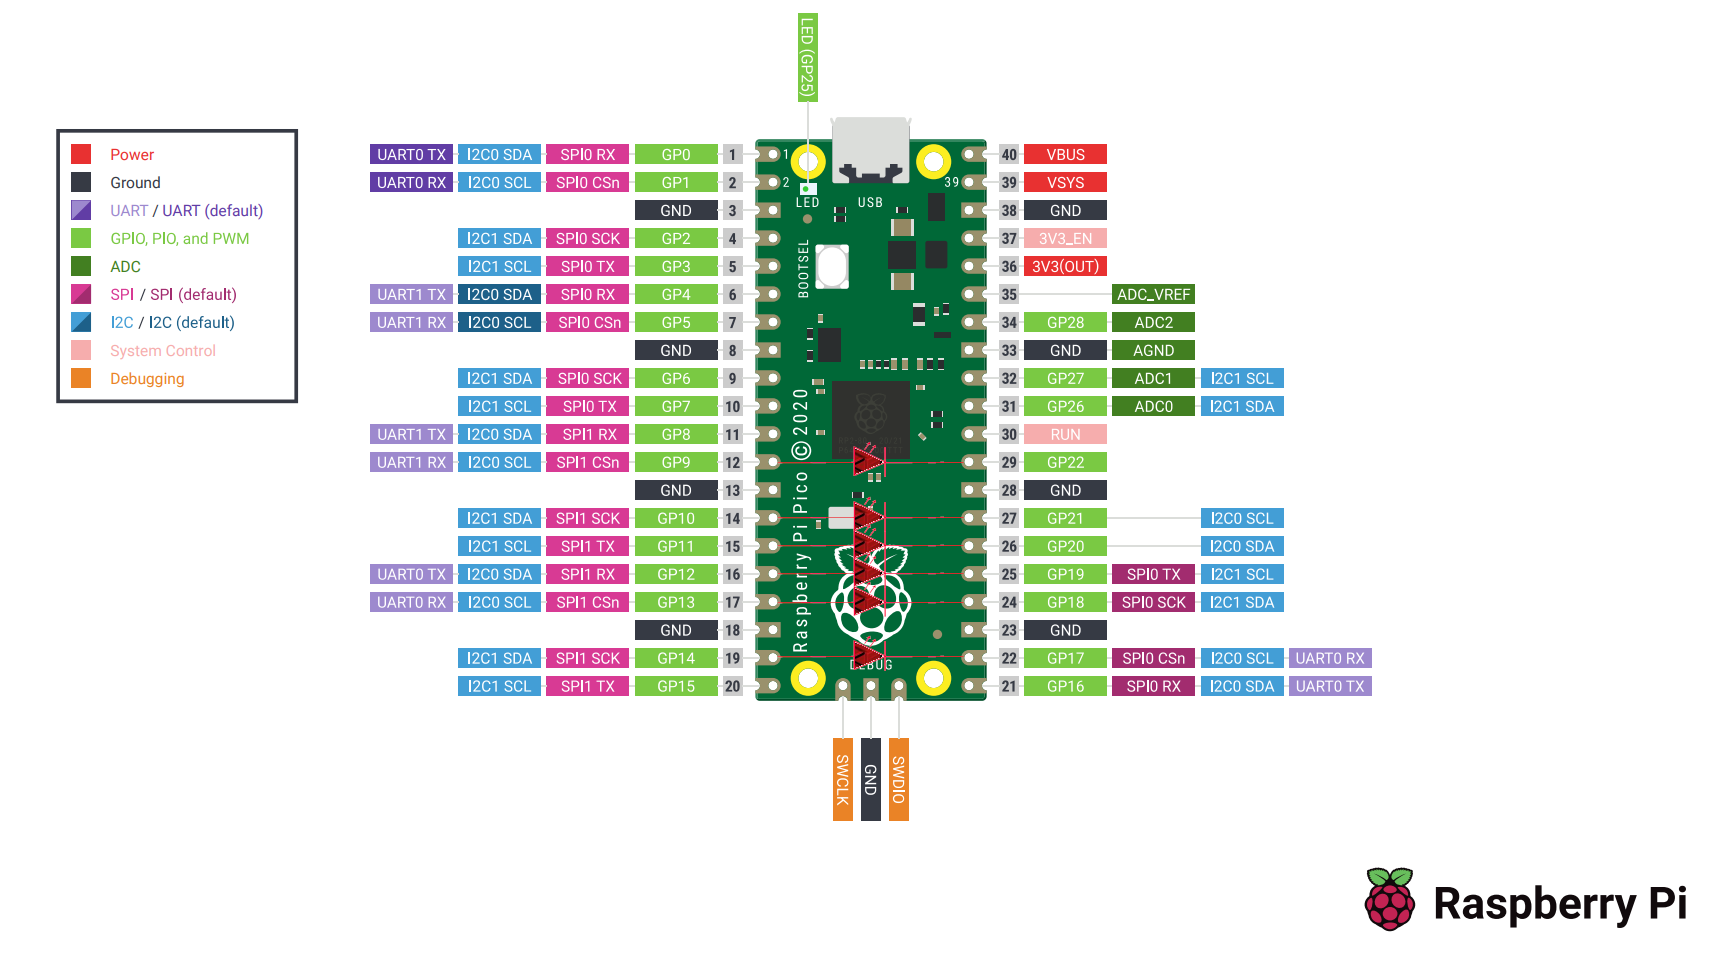 LED (GP25)
Power
Ground
UART / UART (default)
GPIO, PIO, and PWM
ADC
SPI / SPI (default)
I2C / I2C (default)
System Control
Debugging
UART0 TX I2C0 SDA SPI0 RX GP0 1
UART0 RX I2C0 SCL SPI0 CSn GP1 2
GND 3
I2C1 SDA SPI0 SCK GP2 4
I2C1 SCL SPI0 TX GP3 5
UART1 TX I2C0 SDA SPI0 RX GP4 6
UART1 RX I2C0 SCL SPI0 CSn GP5 7
GND 8
I2C1 SDA SPI0 SCK GP6 9
I2C1 SCL SPI0 TX GP7 10
UART1 TX I2C0 SDA SPI1 RX GP8 11
UART1 RX I2C0 SCL SPI1 CSn GP9 12
GND 13
I2C1 SDA SPI1 SCK GP10 14
I2C1 SCL SPI1 TX GP11 15
UART0 TX I2C0 SDA SPI1 RX GP12 16
UART0 RX I2C0 SCL SPI1 CSn GP13 17
GND 18
I2C1 SDA SPI1 SCK GP14 19
I2C1 SCL SPI1 TX GP15 20
1
2
39
LED
USB
BOOTSEL
Raspberry Pi Pico © 2020
DEBUG
40 VBUS
39 VSYS
38 GND
37 3V3_EN
36 3V3(OUT)
35 ADC_VREF
34 GP28 ADC2
33 GND AGND
32 GP27 ADC1 I2C1 SCL
31 GP26 ADC0 I2C1 SDA
30 RUN
29 GP22
28 GND
27 GP21 I2C0 SCL
26 GP20 I2C0 SDA
25 GP19 SPI0 TX I2C1 SCL
24 GP18 SPI0 SCK I2C1 SDA
23 GND
22 GP17 SPI0 CSn I2C0 SCL UART0 RX
21 GP16 SPI0 RX I2C0 SDA UART0 TX
SWCLK
GND
SWDIO
Raspberry Pi